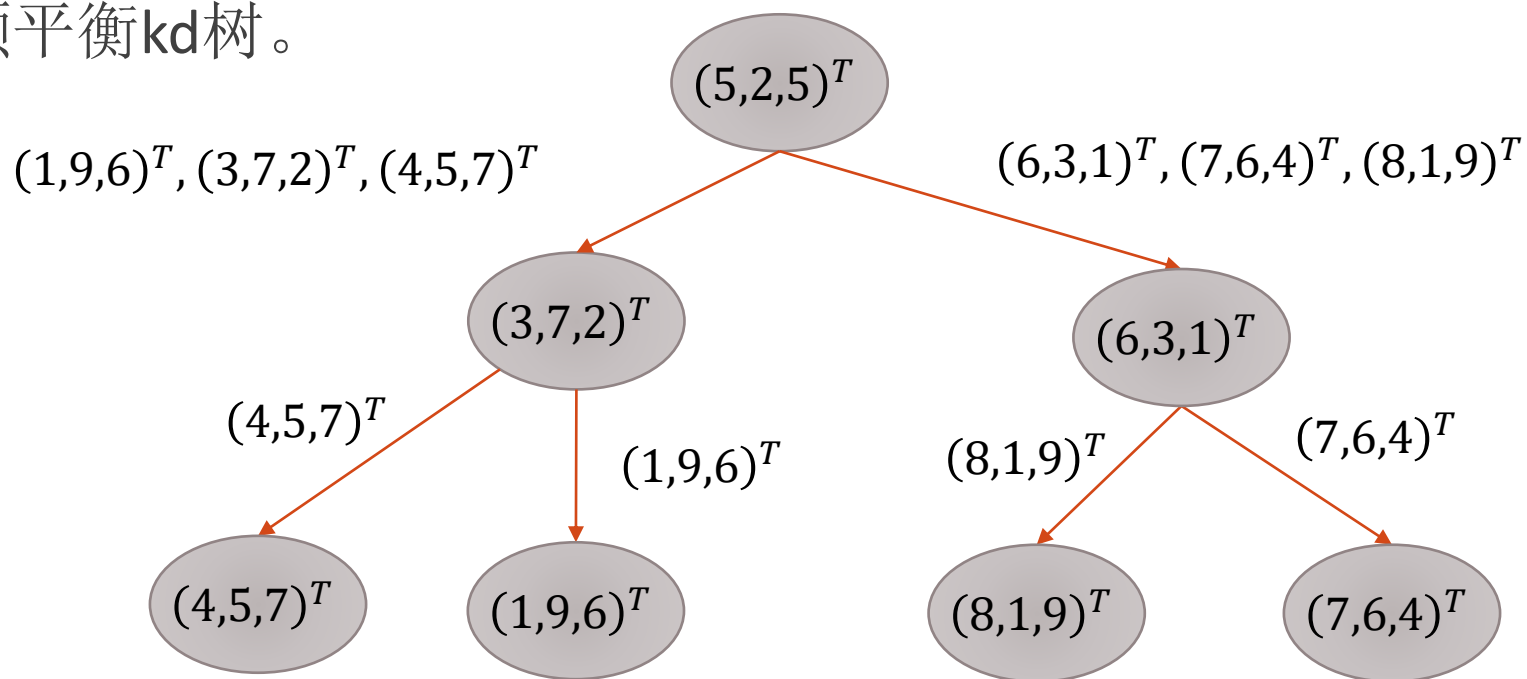 平衡kd树。
(5,2,5)^T
(1,9,6)^T, (3,7,2)^T, (4,5,7)^T
(6,3,1)^T, (7,6,4)^T, (8,1,9)^T
(3,7,2)^T
(6,3,1)^T
(4,5,7)^T
(1,9,6)^T
(8,1,9)^T
(7,6,4)^T
(4,5,7)^T
(1,9,6)^T
(8,1,9)^T
(7,6,4)^T